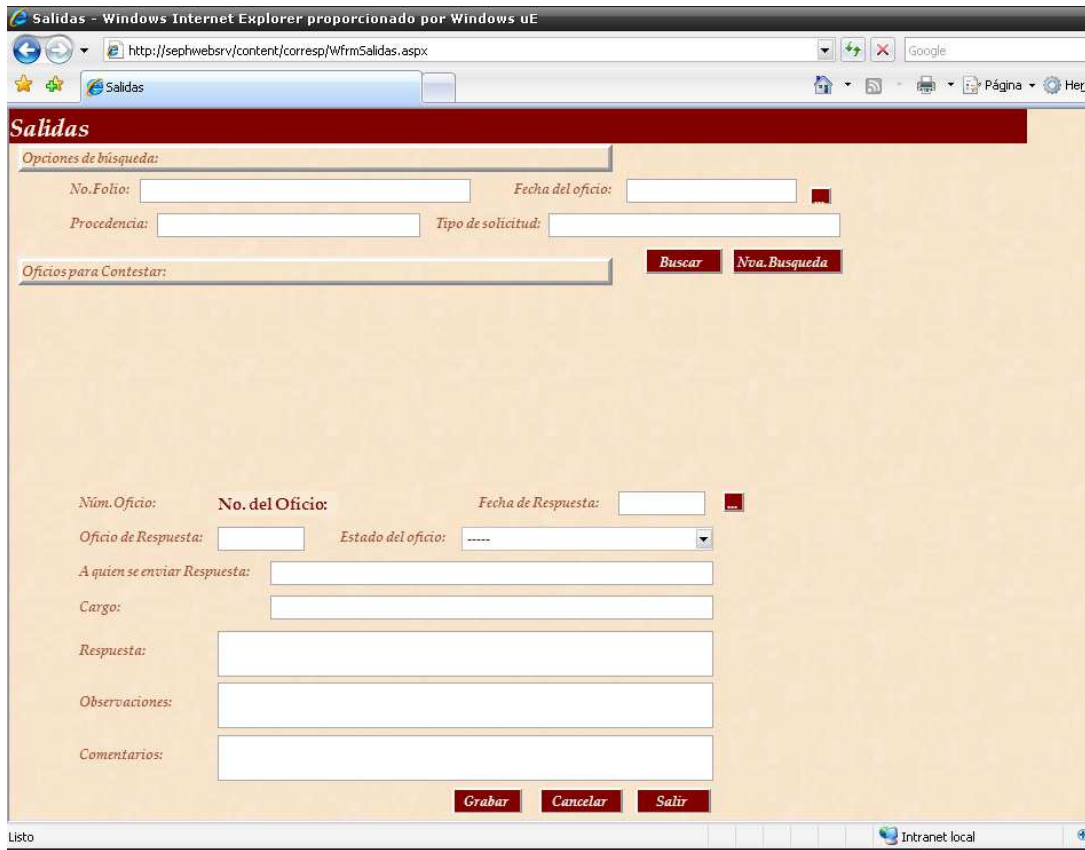 Salidas - Windows Internet Explorer proporcionado por Windows uE
http://sephwebsrv/content/corresp/WfrmSalidas.aspx
Google
Salidas
Página
Her
Salidas
Opciones de búsqueda:
No.Folio:
Fecha del oficio:
...
Procedencia:
Tipo de solicitud:
Buscar
Nva.Busqueda
Oficios para Contestar:
Núm.Oficio:
No. del Oficio:
Fecha de Respuesta:
...
Oficio de Respuesta:
Estado del oficio:
-----
A quien se enviar Respuesta:
Cargo:
Respuesta:
Observaciones:
Comentarios:
Grabar
Cancelar
Salir
Listo
Intranet local